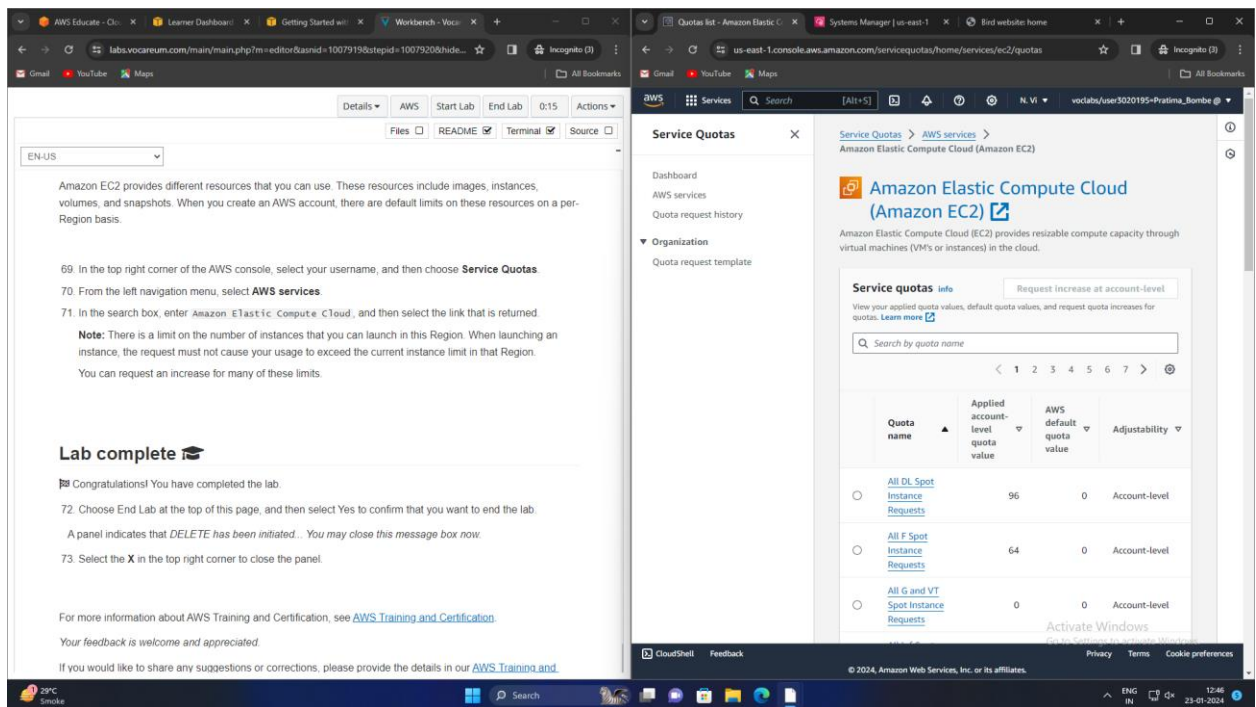 AWS Educate - Clou
Learner Dashboard
Getting Started with
Workbench - Vocar
labs.vocareum.com/main/main.php?m=editor&asnid=1007919&stepid=1007920&hide...
Incognito (3)
Gmail
YouTube
Maps
All Bookmarks
Details
AWS
Start Lab
End Lab
0:15
Actions
Files
README
Terminal
Source
EN-US
Amazon EC2 provides different resources that you can use. These resources include images, instances,
volumes, and snapshots. When you create an AWS account, there are default limits on these resources on a per-
Region basis.
69. In the top right corner of the AWS console, select your username, and then choose Service Quotas.
70. From the left navigation menu, select AWS services.
71. In the search box, enter Amazon Elastic Compute Cloud, and then select the link that is returned.
Note: There is a limit on the number of instances that you can launch in this Region. When launching an
instance, the request must not cause your usage to exceed the current instance limit in that Region.
You can request an increase for many of these limits.
Lab complete
Congratulations! You have completed the lab.
72. Choose End Lab at the top of this page, and then select Yes to confirm that you want to end the lab.
A panel indicates that DELETE has been initiated... You may close this message box now.
73. Select the X in the top right corner to close the panel.
For more information about AWS Training and Certification, see AWS Training and Certification.
Your feedback is welcome and appreciated.
If you would like to share any suggestions or corrections, please provide the details in our AWS Training and
Quotas list - Amazon Elastic C
Systems Manager | us-east-1
Bird website: home
us-east-1.console.aws.amazon.com/servicequotas/home/services/ec2/quotas
Incognito (3)
Gmail
YouTube
Maps
All Bookmarks
aws
Services
Search
[Alt+S]
N. Vi
voclabs/user3020195=Pratima_Bombe @
Service Quotas
Dashboard
AWS services
Quota request history
Organization
Quota request template
Service Quotas > AWS services >
Amazon Elastic Compute Cloud (Amazon EC2)
Amazon Elastic Compute Cloud
(Amazon EC2)
Amazon Elastic Compute Cloud (EC2) provides resizable compute capacity through
virtual machines (VM's or instances) in the cloud.
Service quotas info
Request increase at account-level
View your applied quota values, default quota values, and request quota increases for
quotas. Learn more
Search by quota name
< 1 2 3 4 5 6 7 >
Quota
name
Applied
account-
level
quota
value
AWS
default
quota
value
Adjustability
All DL Spot
Instance
Requests
96
0
Account-level
All F Spot
Instance
Requests
64
0
Account-level
All G and VT
Spot Instance
Requests
0
0
Account-level
Activate Windows
Go to Settings to activate Windows.
CloudShell
Feedback
Privacy
Terms
Cookie preferences
© 2024, Amazon Web Services, Inc. or its affiliates.
29°C
Smoke
Search
ENG
IN
12:46
23-01-2024